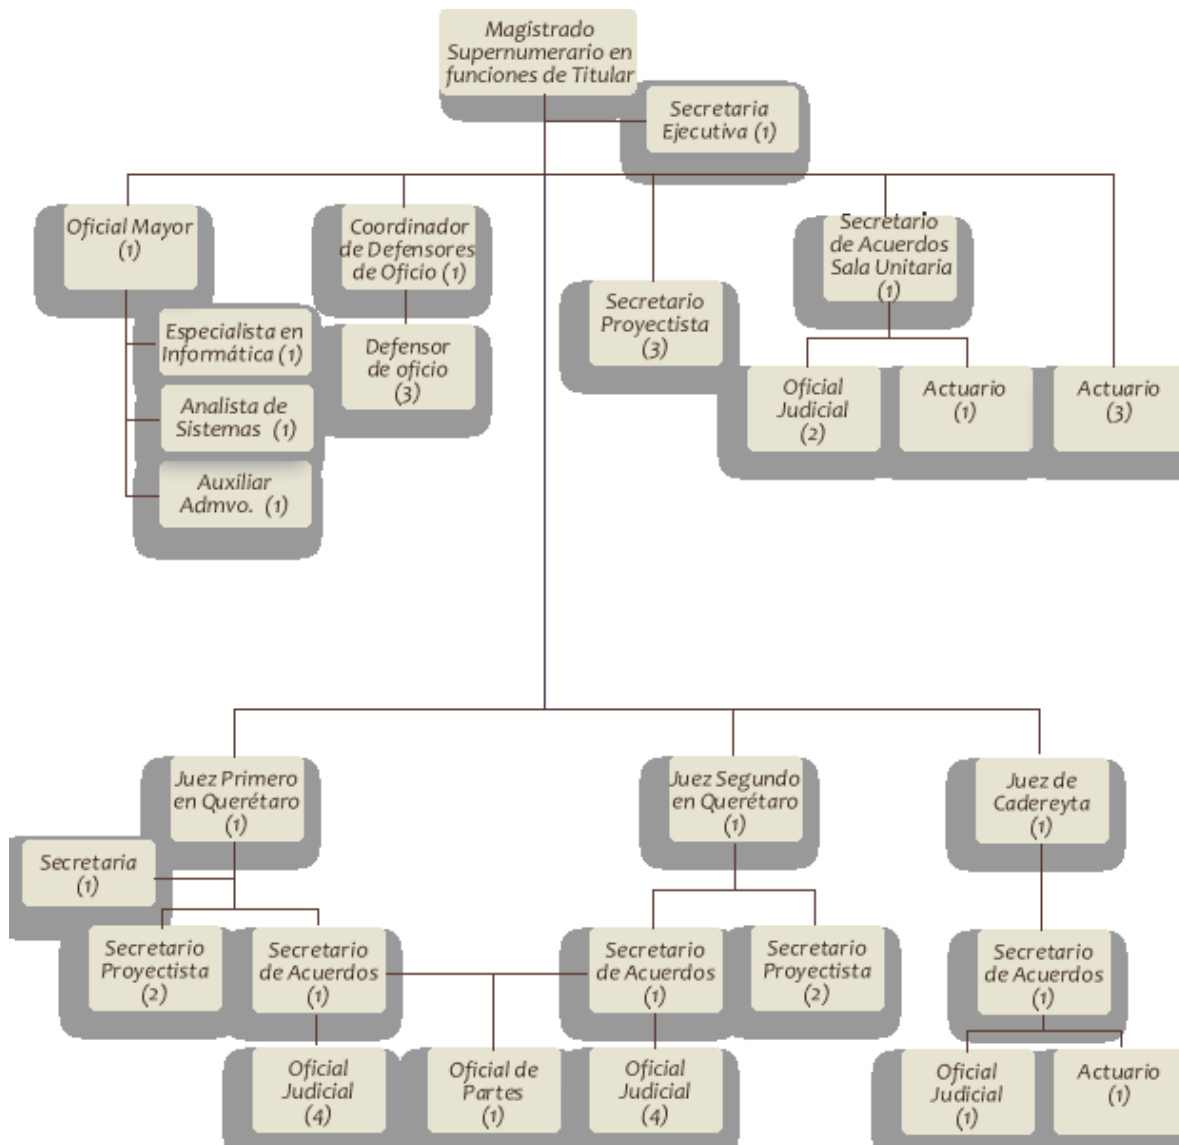 Magistrado
Supernumerario en
funciones de Titular
Secretaria
Ejecutiva (1)
Oficial Mayor
(1)
Coordinador
de Defensores
de Oficio (1)
Secretario
de Acuerdos
Sala Unitaria
(1)
Secretario
Proyectista
(3)
Especialista en
Informática (1)
Defensor
de oficio
(3)
Oficial
Judicial
(2)
Actuario
(1)
Actuario
(3)
Analista de
Sistemas (1)
Auxiliar
Admvo. (1)
Juez Primero
en Querétaro
(1)
Juez Segundo
en Querétaro
(1)
Juez de
Cadereyta
(1)
Secretaria
(1)
Secretario
Proyectista
(2)
Secretario
de Acuerdos
(1)
Secretario
de Acuerdos
(1)
Secretario
Proyectista
(2)
Secretario
de Acuerdos
(1)
Oficial
Judicial
(4)
Oficial de
Partes
(1)
Oficial
Judicial
(4)
Oficial
Judicial
(1)
Actuario
(1)